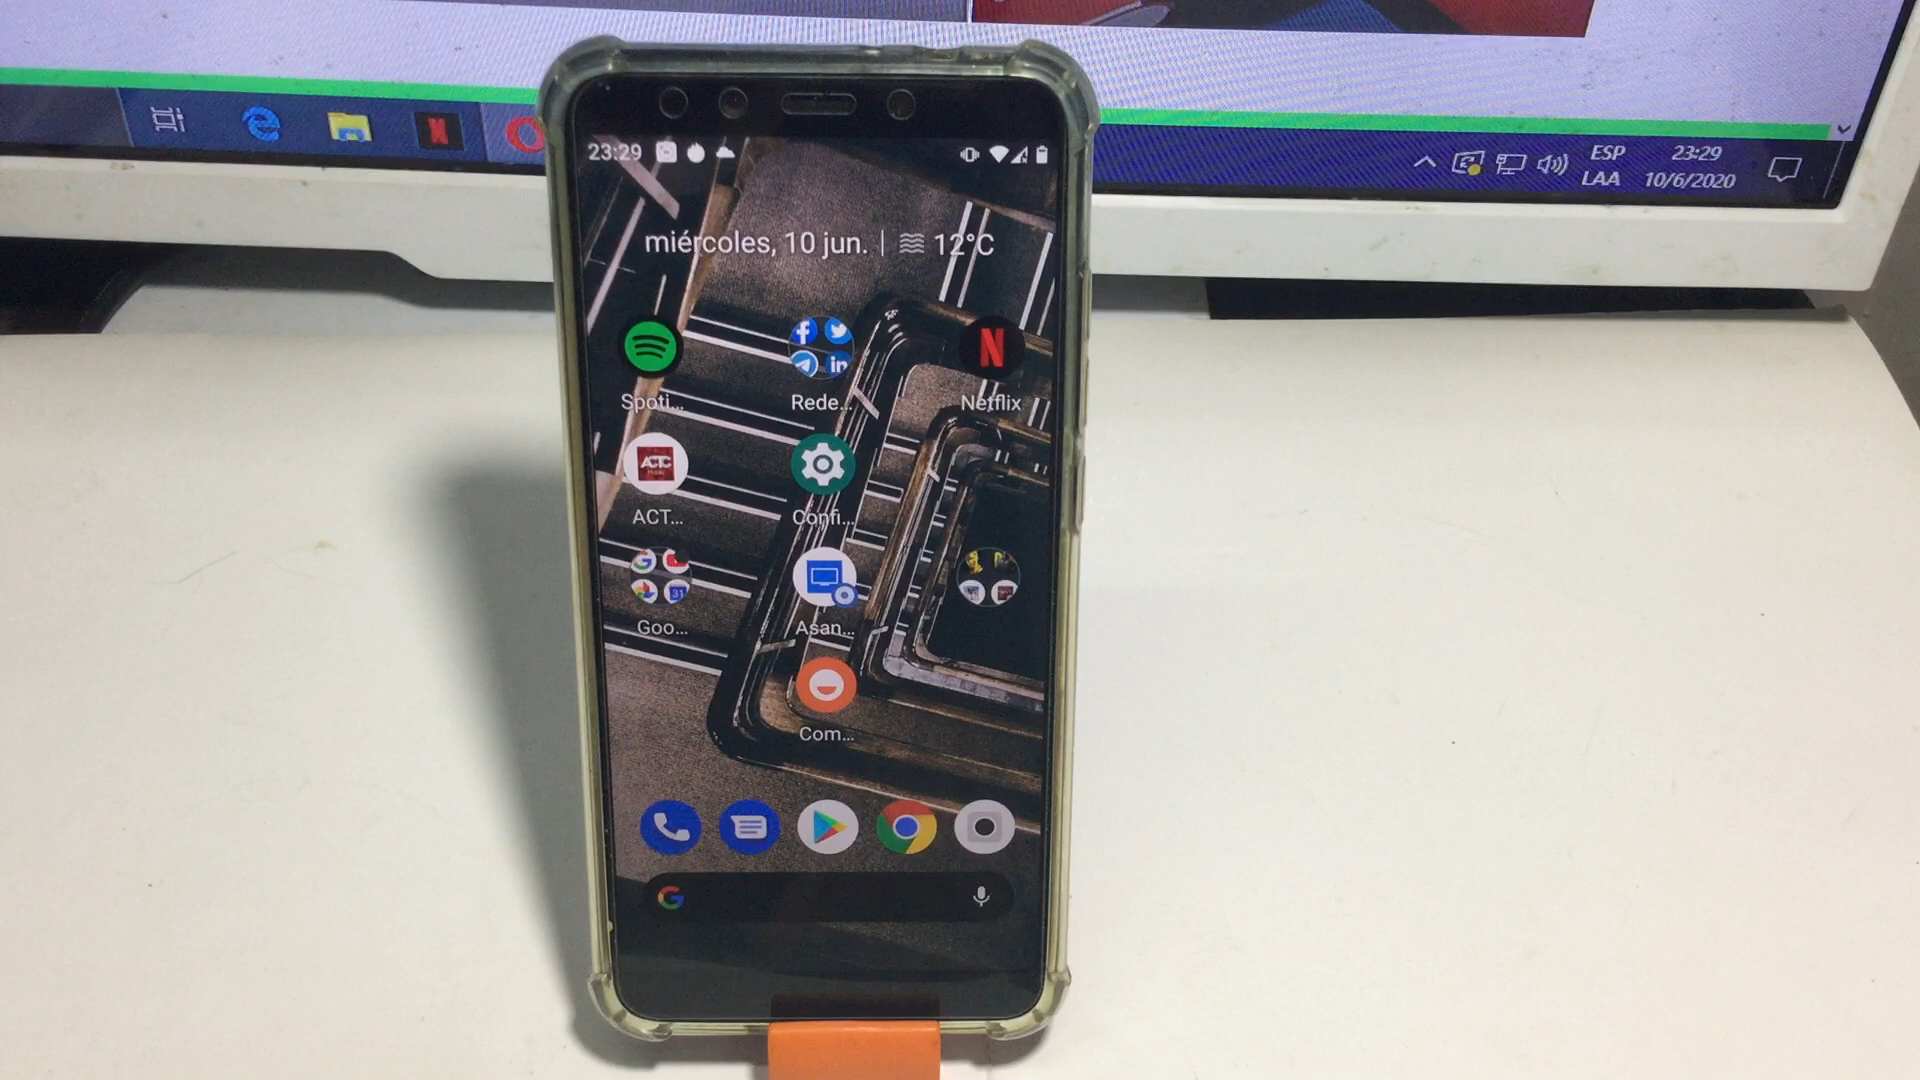 23:29
miércoles, 10 jun. | 12°C
Spoti...
Rede...
Netflix
ACT...
Confi...
Goo...
Asan...
Com...
ESP
LAA
23:29
10/6/2020